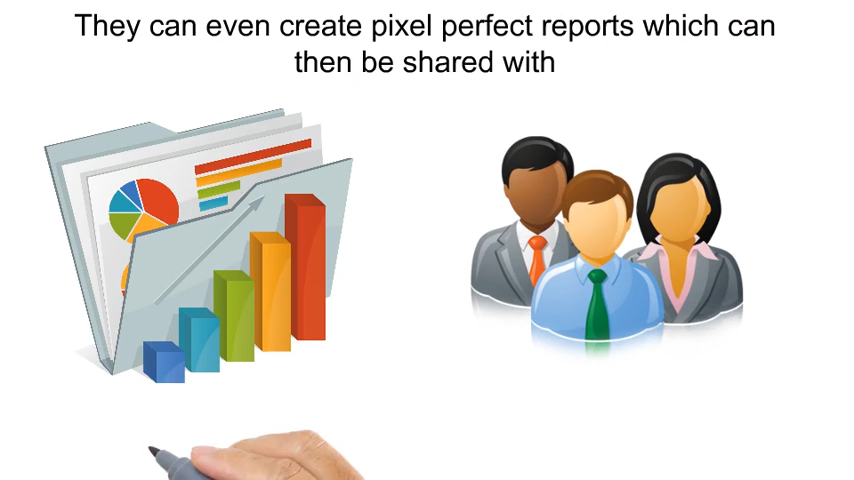 They can even create pixel perfect reports which can
then be shared with